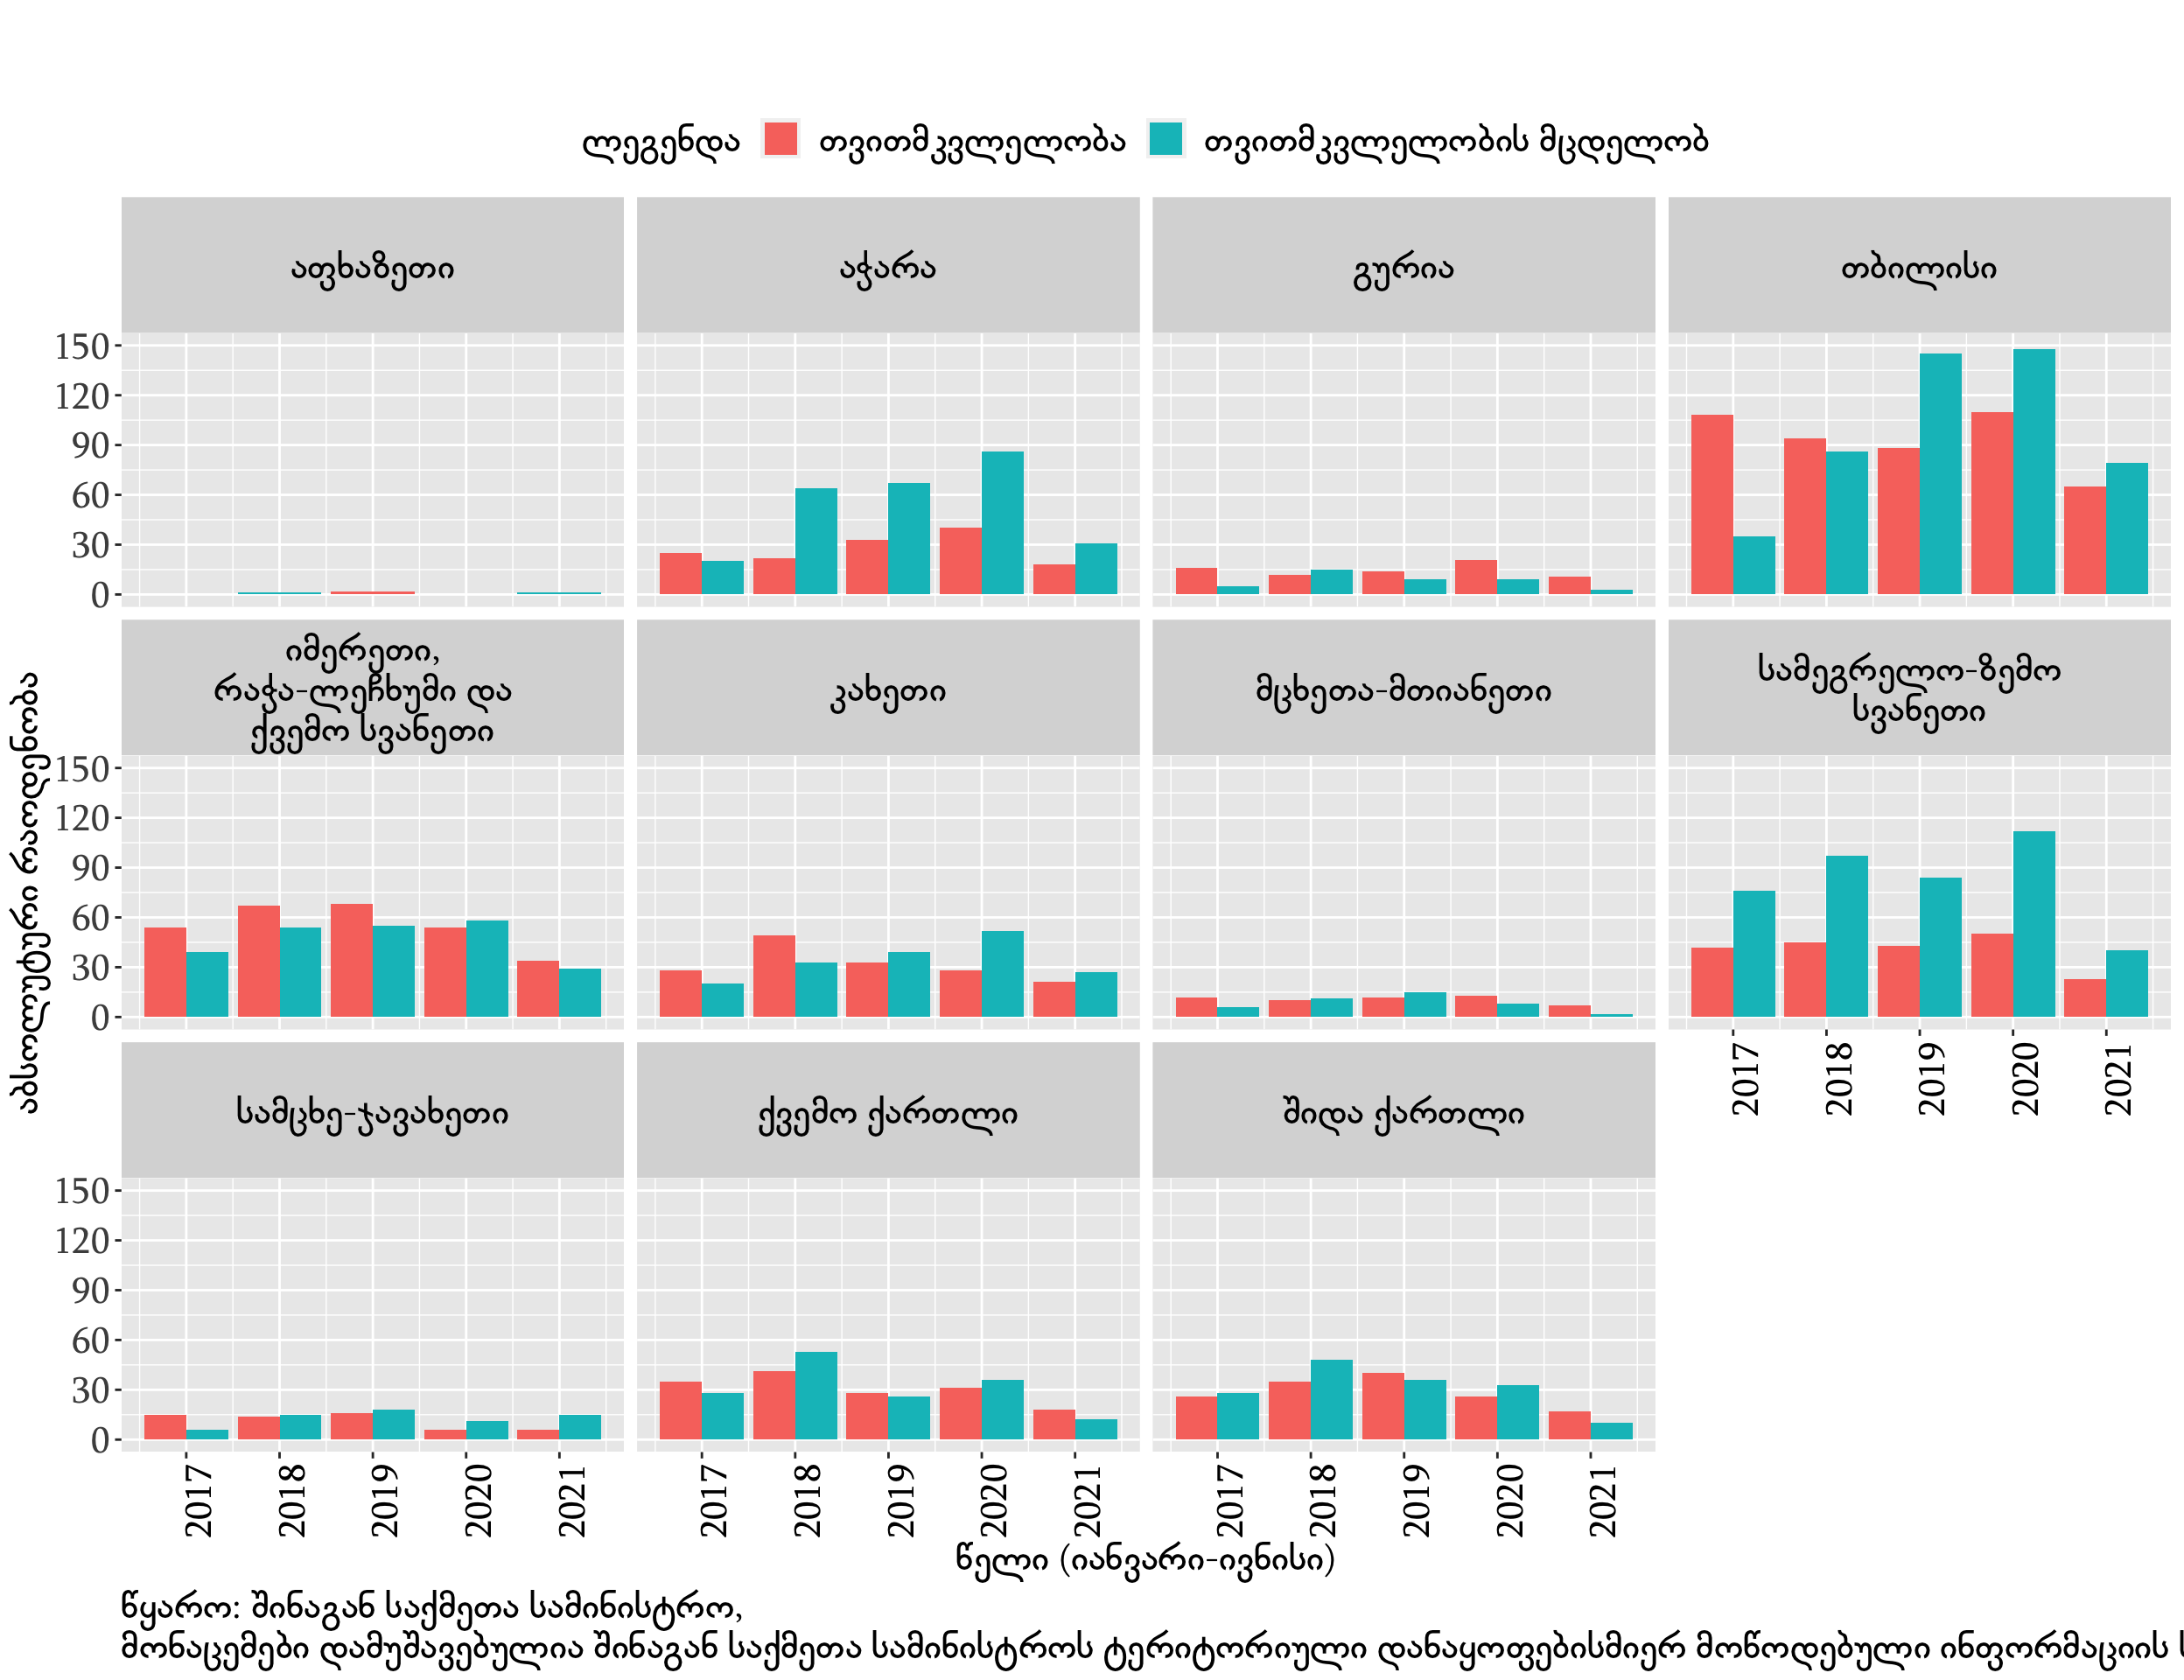 ლეგენდა თვითმკვლელობა თვითმკვლელობის მცდელობ
აფხაზეთი აჭარა გურია თბილისი
150
120
90
60
30
0
იმერეთი,
რაჭა-ლეჩხუმი და
ქვემო სვანეთი
კახეთი
მცხეთა-მთიანეთი
სამეგრელო-ზემო
სვანეთი
150
120
90
60
30
0
2017 2018 2019 2020 2021
სამცხე-ჯავახეთი ქვემო ქართლი შიდა ქართლი
150
120
90
60
30
0
2017 2018 2019 2020 2021 2017 2018 2019 2020 2021 2017 2018 2019 2020 2021
აბსოლუტური რაოდენობა
წელი (იანვარი-ივნისი)
წყარო: შინაგან საქმეთა სამინისტრო,
მონაცემები დამუშავებულია შინაგან საქმეთა სამინისტროს ტერიტორიული დანაყოფებისმიერ მოწოდებული ინფორმაციის